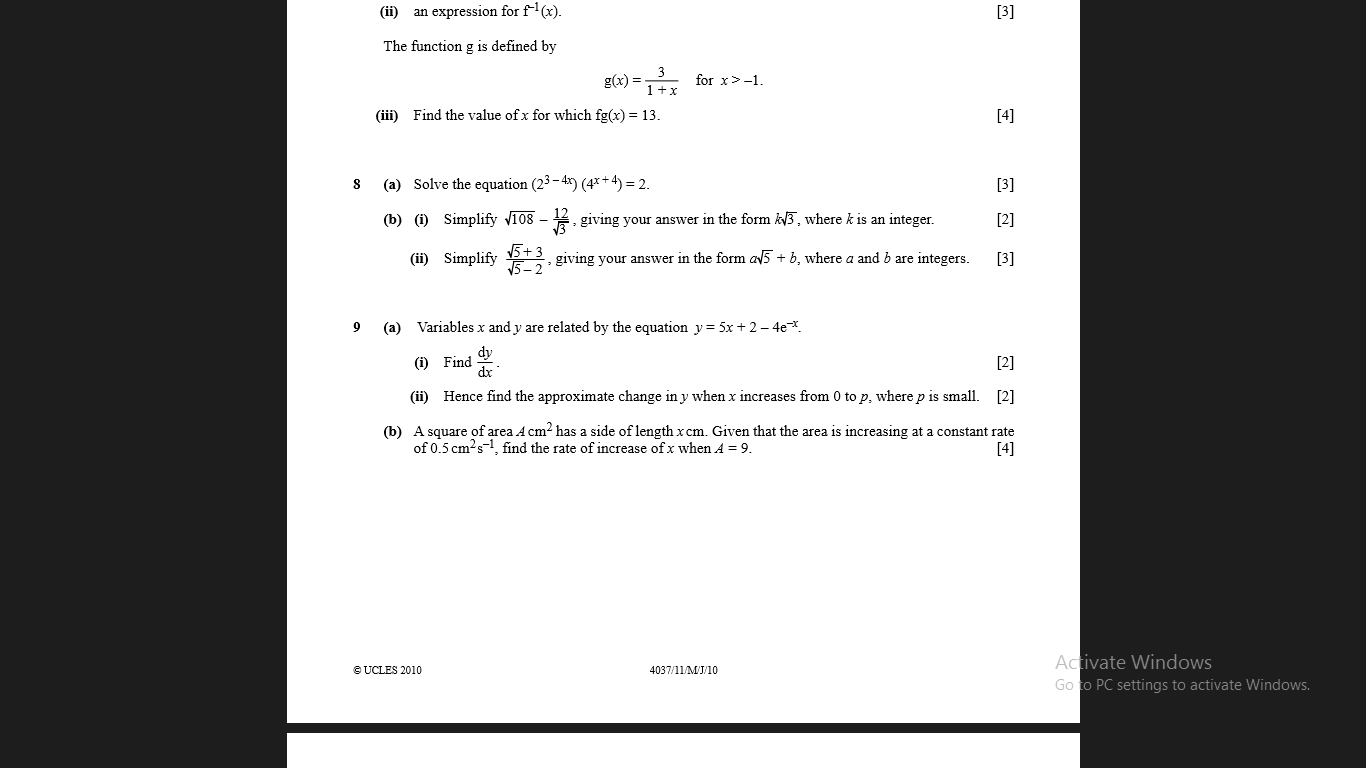 (ii) an expression for f⁻¹(x). [3]
The function g is defined by
g(x) = 3/(1 + x) for x > –1.
(iii) Find the value of x for which fg(x) = 13. [4]
8 (a) Solve the equation (2³⁻⁴ˣ) (4ˣ⁺⁴) = 2. [3]
(b) (i) Simplify √108 – 12/√3, giving your answer in the form k√3, where k is an integer. [2]
(ii) Simplify (√5 + 3)/(√5 – 2), giving your answer in the form a√5 + b, where a and b are integers. [3]
9 (a) Variables x and y are related by the equation y = 5x + 2 – 4e⁻ˣ.
(i) Find dy/dx. [2]
(ii) Hence find the approximate change in y when x increases from 0 to p, where p is small. [2]
(b) A square of area A cm² has a side of length x cm. Given that the area is increasing at a constant rate
of 0.5 cm² s⁻¹, find the rate of increase of x when A = 9. [4]
© UCLES 2010 4037/11/M/J/10
Activate Windows
Go to PC settings to activate Windows.